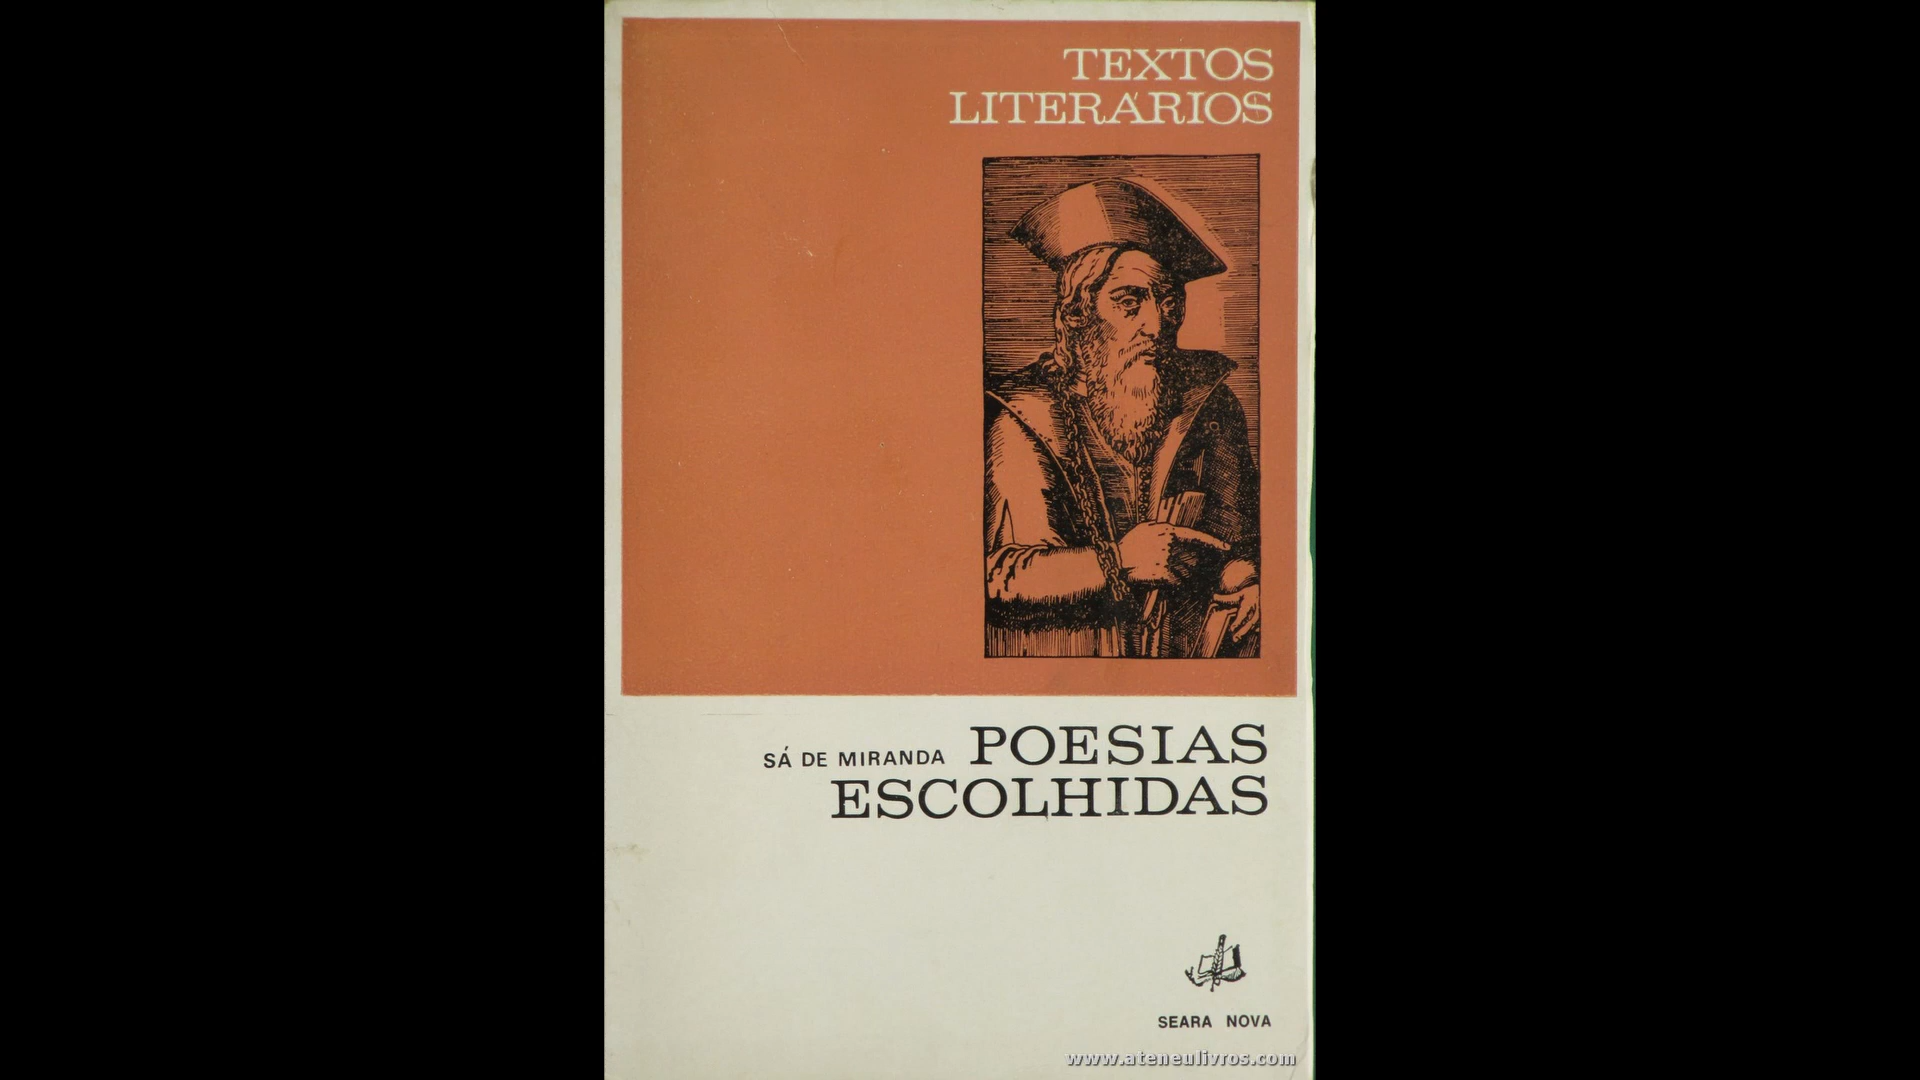 TEXTOS
LITERÁRIOS
SÁ DE MIRANDA POESIAS
ESCOLHIDAS
SEARA NOVA
www.ateneulivros.com